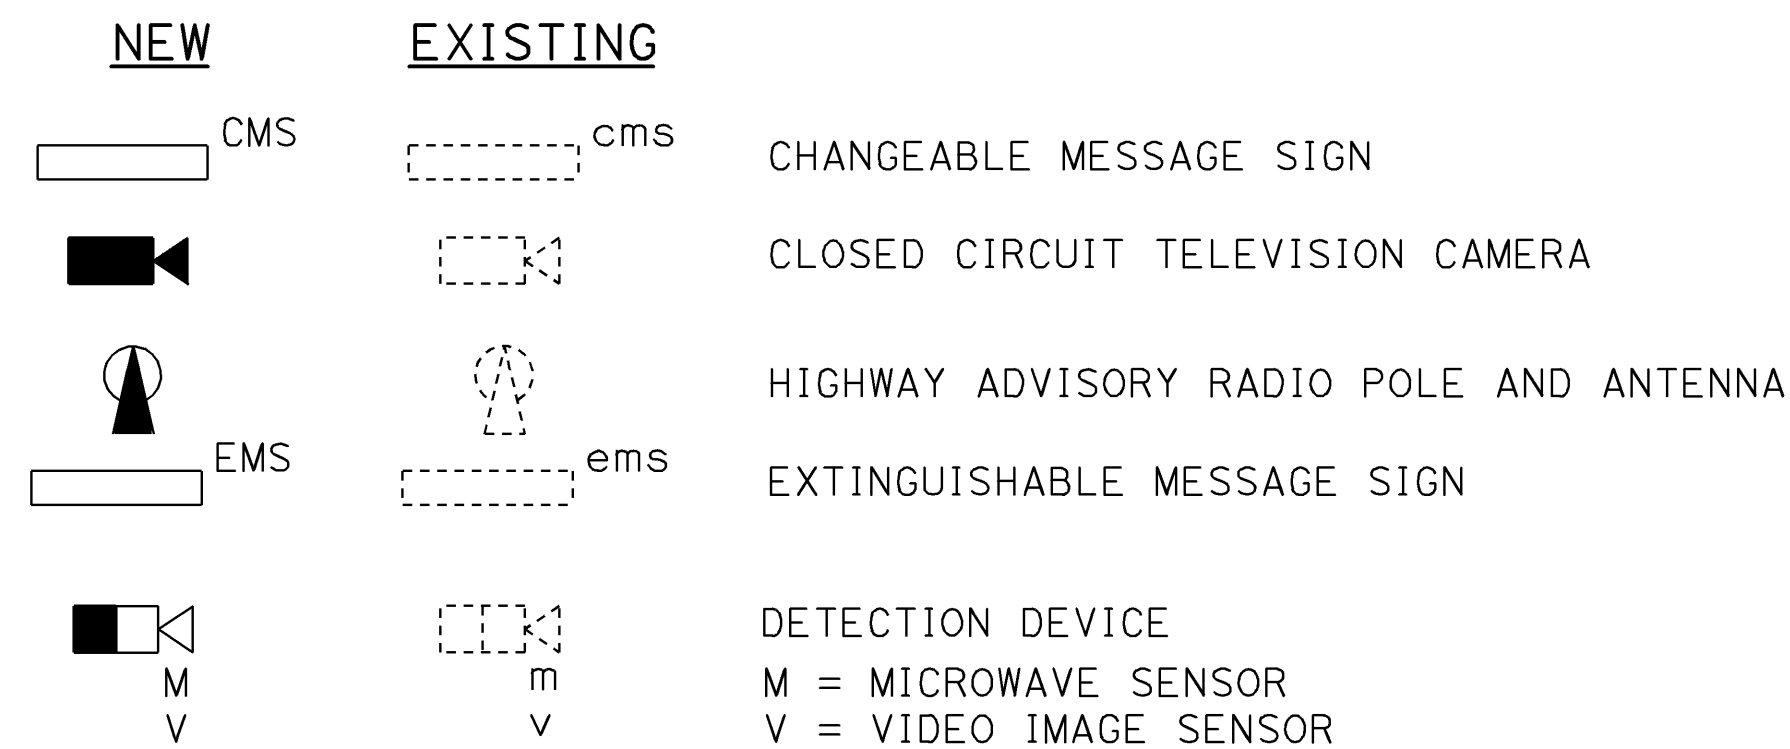 NEW EXISTING
CMS cms CHANGEABLE MESSAGE SIGN
CLOSED CIRCUIT TELEVISION CAMERA
HIGHWAY ADVISORY RADIO POLE AND ANTENNA
EMS ems EXTINGUISHABLE MESSAGE SIGN
DETECTION DEVICE
M m M = MICROWAVE SENSOR
V v V = VIDEO IMAGE SENSOR